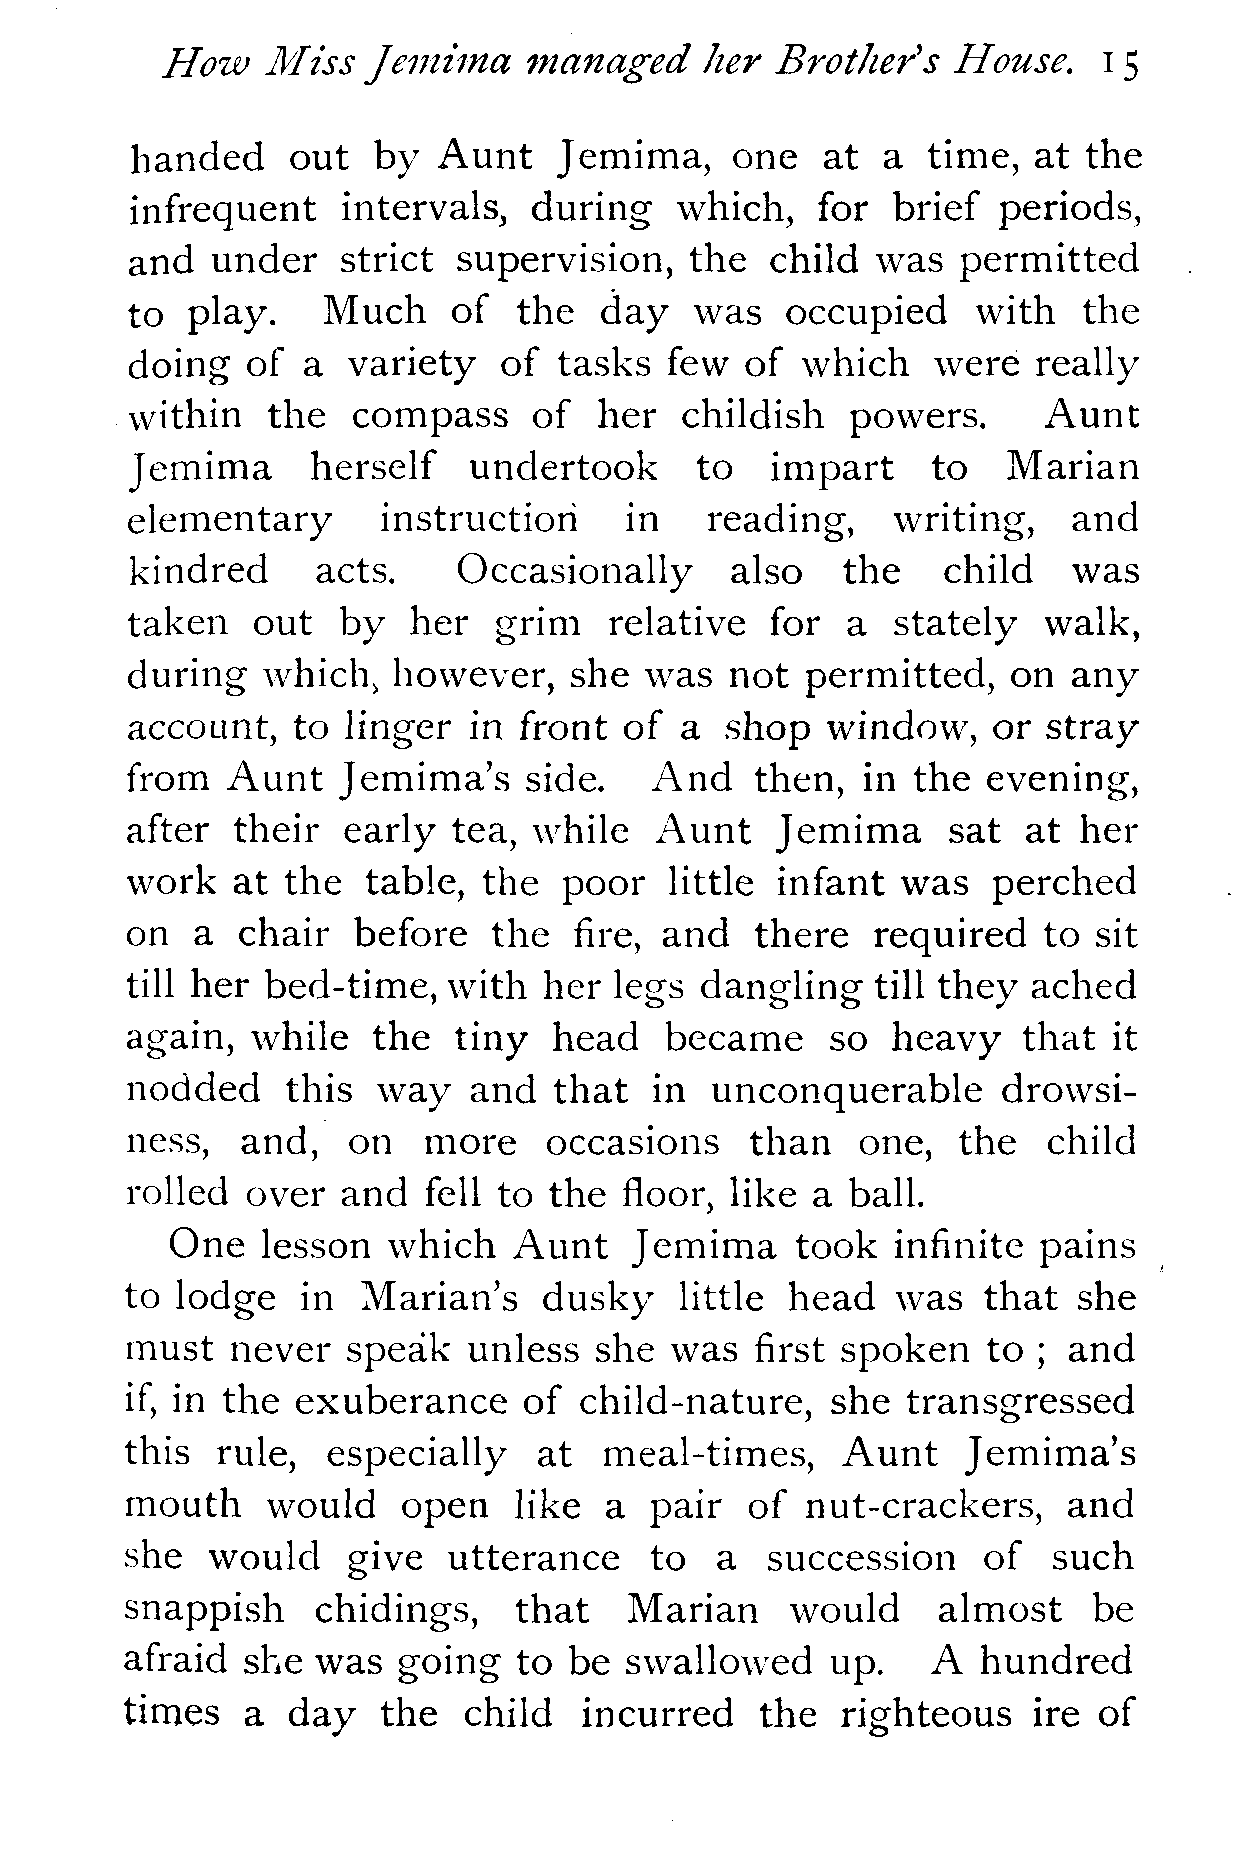 How Miss Jemima managed her Brother's House. 15
handed out by Aunt Jemima, one at a time, at the
infrequent intervals, during which, for brief periods,
and under strict supervision, the child was permitted
to play. Much of the day was occupied with the
doing of a variety of tasks few of which were really
within the compass of her childish powers. Aunt
Jemima herself undertook to impart to Marian
elementary instruction in reading, writing, and
kindred acts. Occasionally also the child was
taken out by her grim relative for a stately walk,
during which, however, she was not permitted, on any
account, to linger in front of a shop window, or stray
from Aunt Jemima's side. And then, in the evening,
after their early tea, while Aunt Jemima sat at her
work at the table, the poor little infant was perched
on a chair before the fire, and there required to sit
till her bed-time, with her legs dangling till they ached
again, while the tiny head became so heavy that it
nodded this way and that in unconquerable drowsi-
ness, and, on more occasions than one, the child
rolled over and fell to the floor, like a ball.
One lesson which Aunt Jemima took infinite pains
to lodge in Marian's dusky little head was that she
must never speak unless she was first spoken to ; and
if, in the exuberance of child-nature, she transgressed
this rule, especially at meal-times, Aunt Jemima's
mouth would open like a pair of nut-crackers, and
she would give utterance to a succession of such
snappish chidings, that Marian would almost be
afraid she was going to be swallowed up. A hundred
times a day the child incurred the righteous ire of